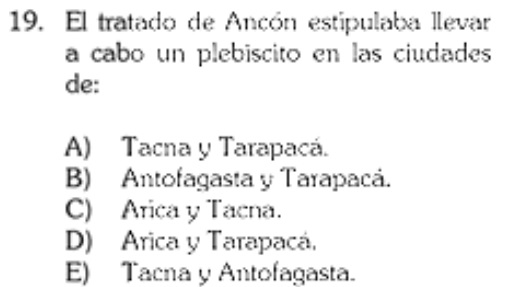 19. El tratado de Ancón estipulaba llevar
a cabo un plebiscito en las ciudades
de:
A) Tacna y Tarapacá.
B) Antofagasta y Tarapacá.
C) Arica y Tacna.
D) Arica y Tarapacá.
E) Tacna y Antofagasta.